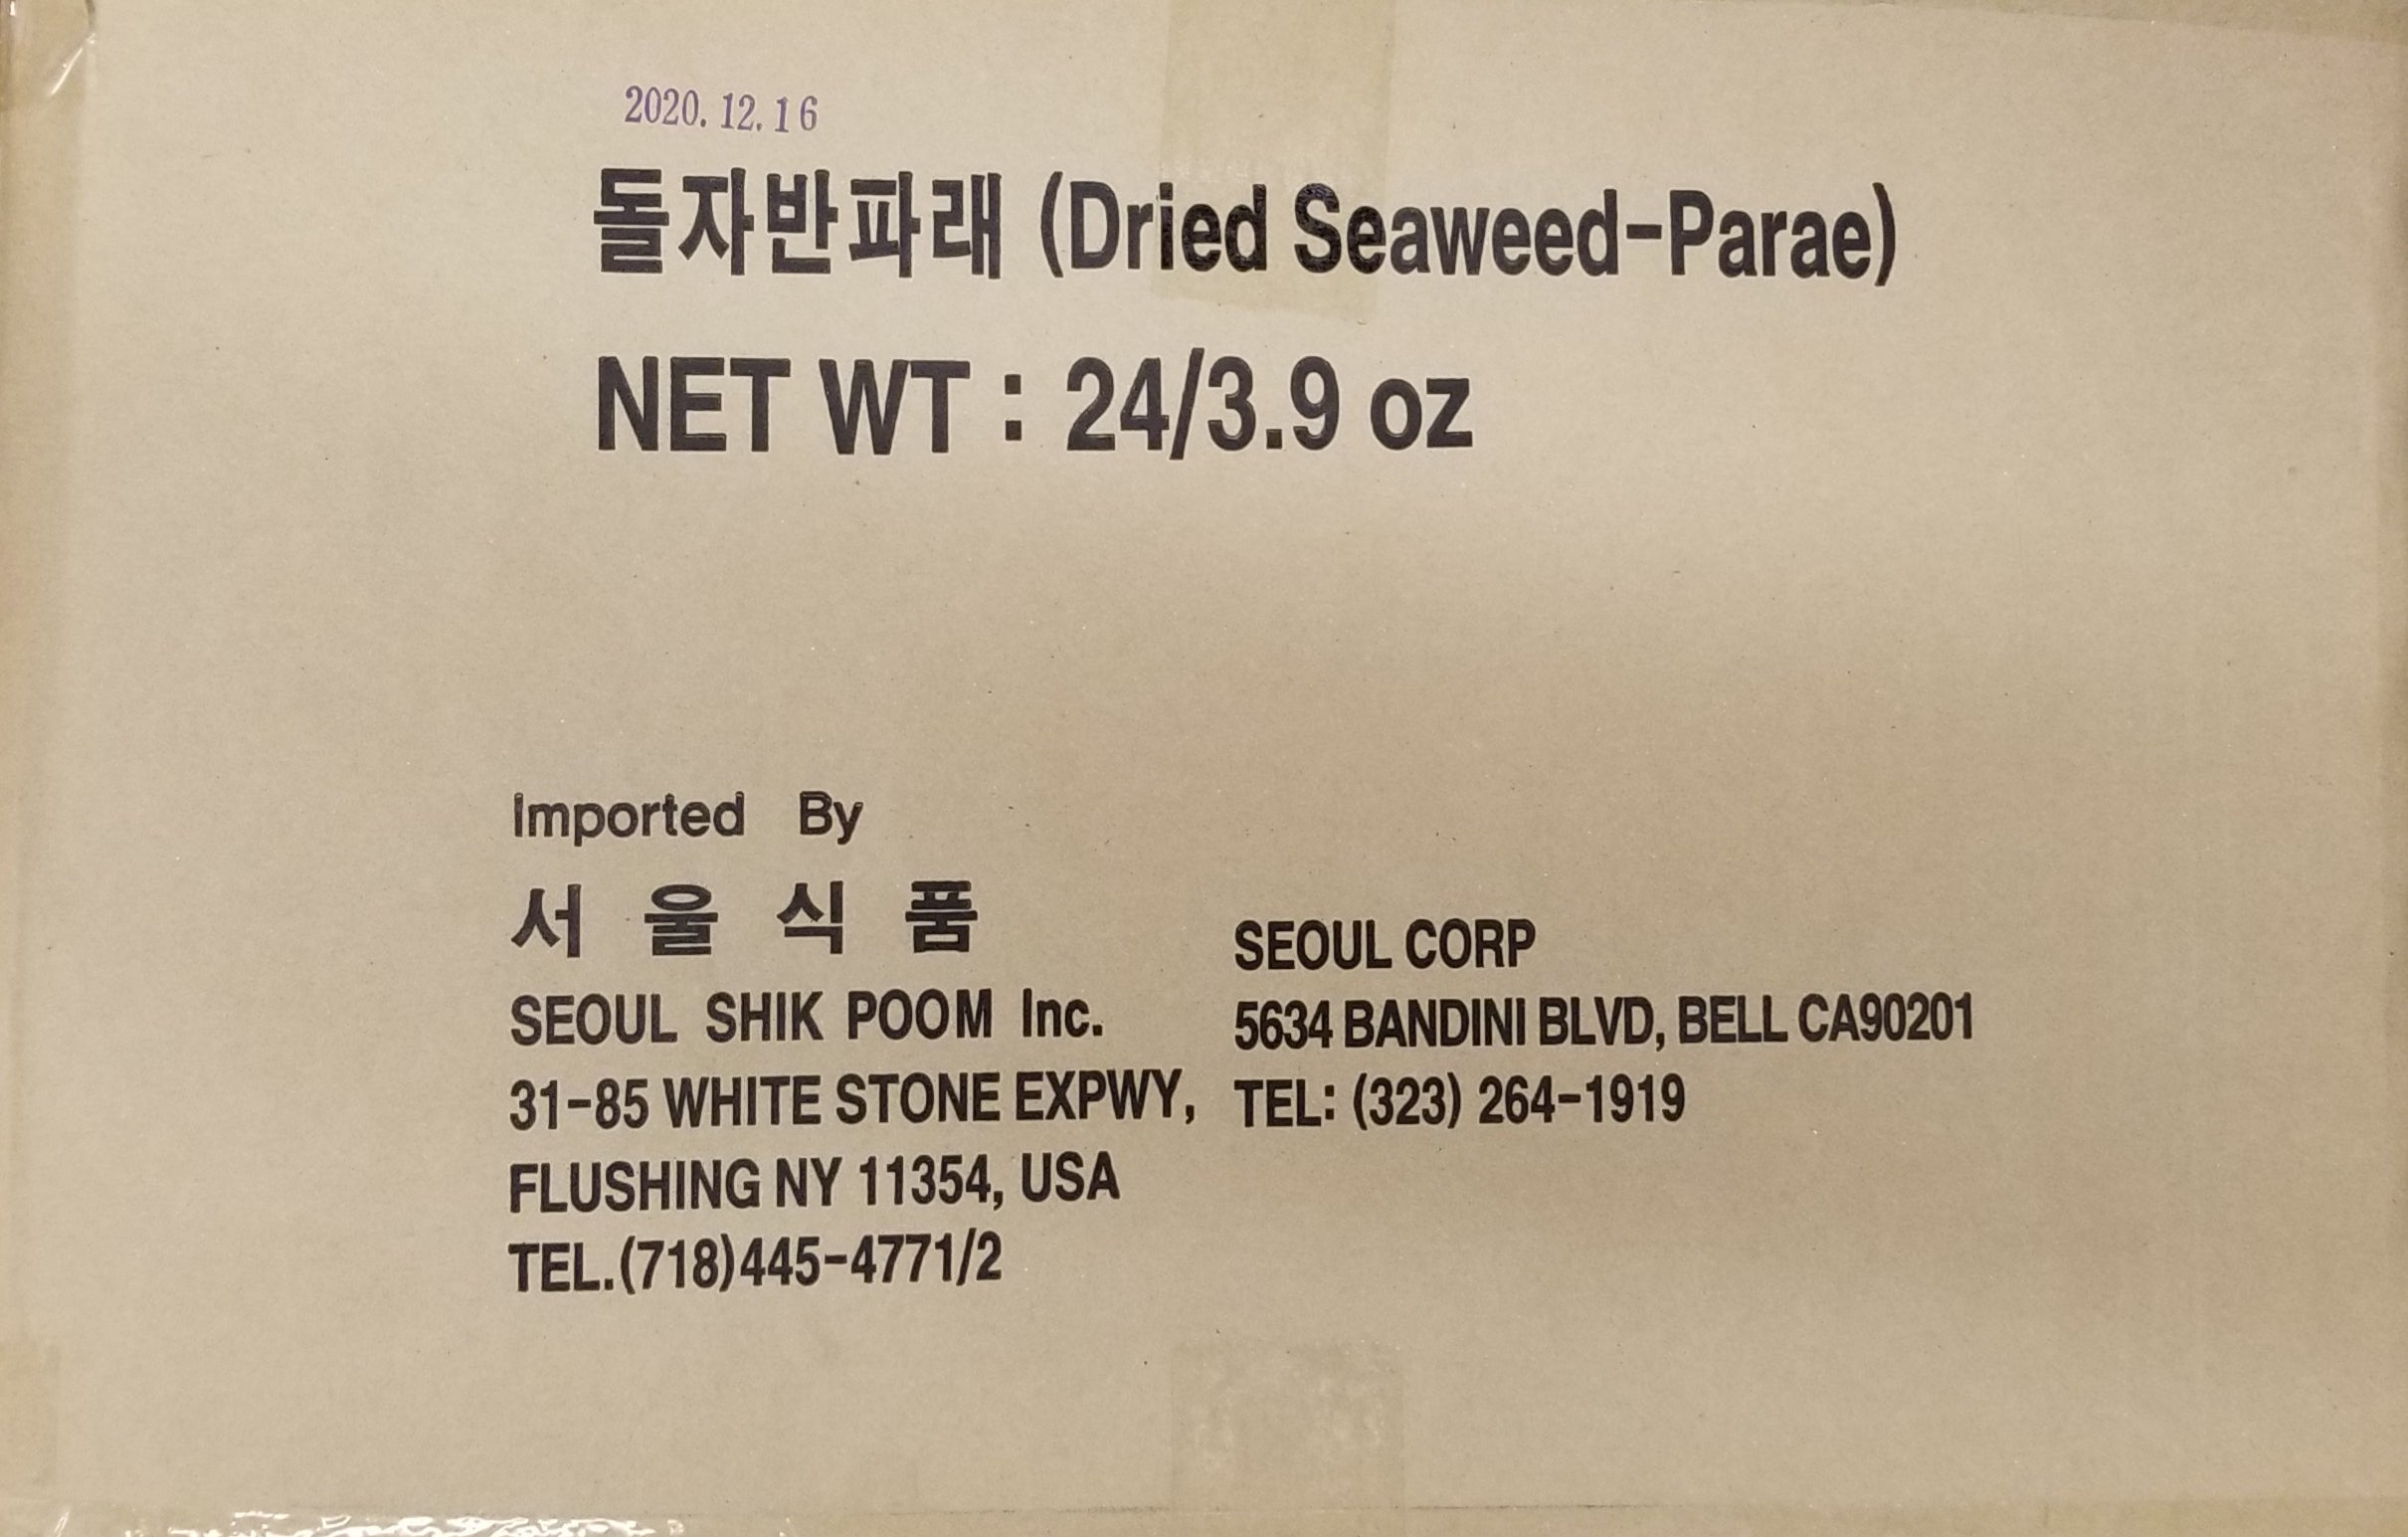 2020.12.16
돌자반파래 (Dried Seaweed-Parae)
NET WT : 24/3.9 oz
Imported By
서 울 식 품
SEOUL SHIK POOM Inc.
31-85 WHITE STONE EXPWY,
FLUSHING NY 11354, USA
TEL.(718)445-4771/2
SEOUL CORP
5634 BANDINI BLVD, BELL CA90201
TEL: (323) 264-1919